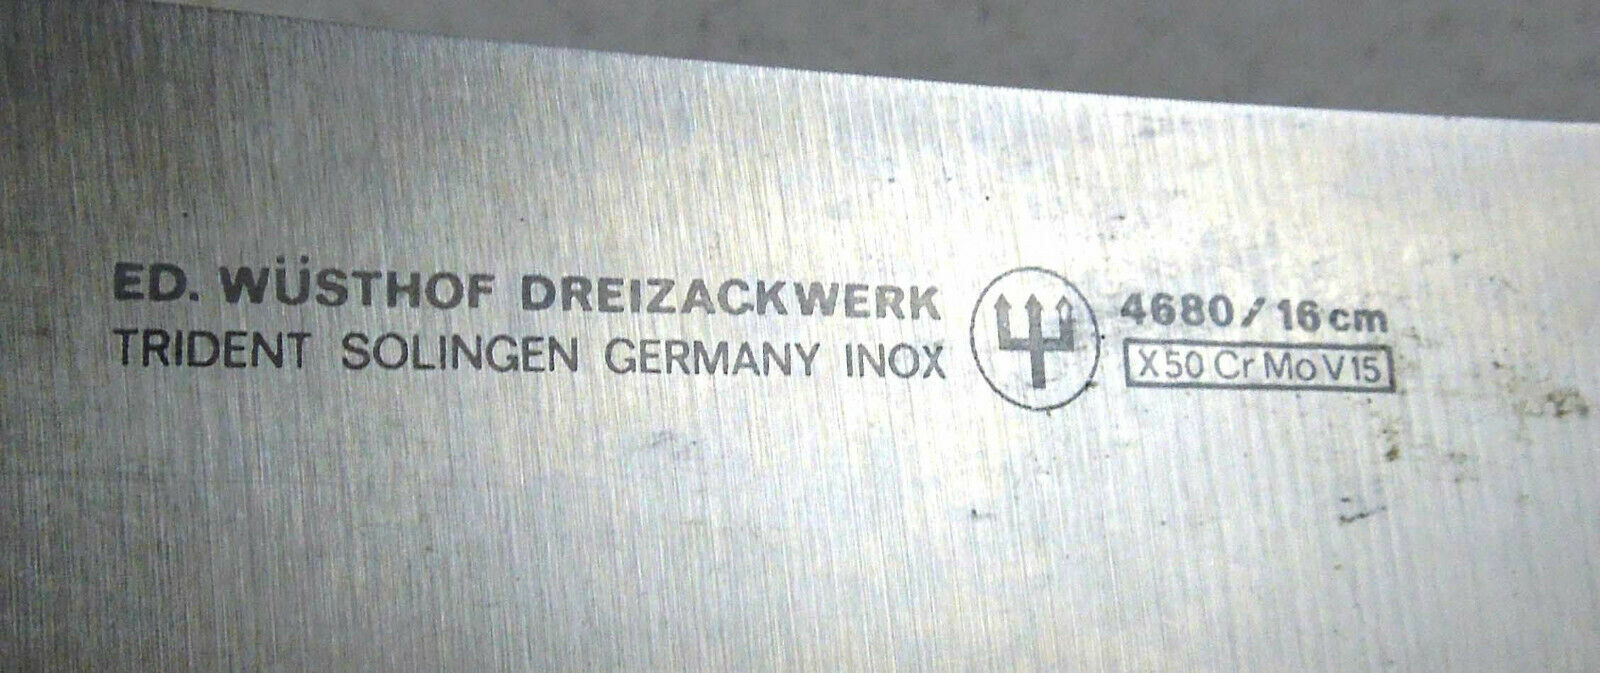 ED. WÜSTHOF DREIZACKWERK
TRIDENT SOLINGEN GERMANY INOX
4680/16cm
X50 Cr Mo V15